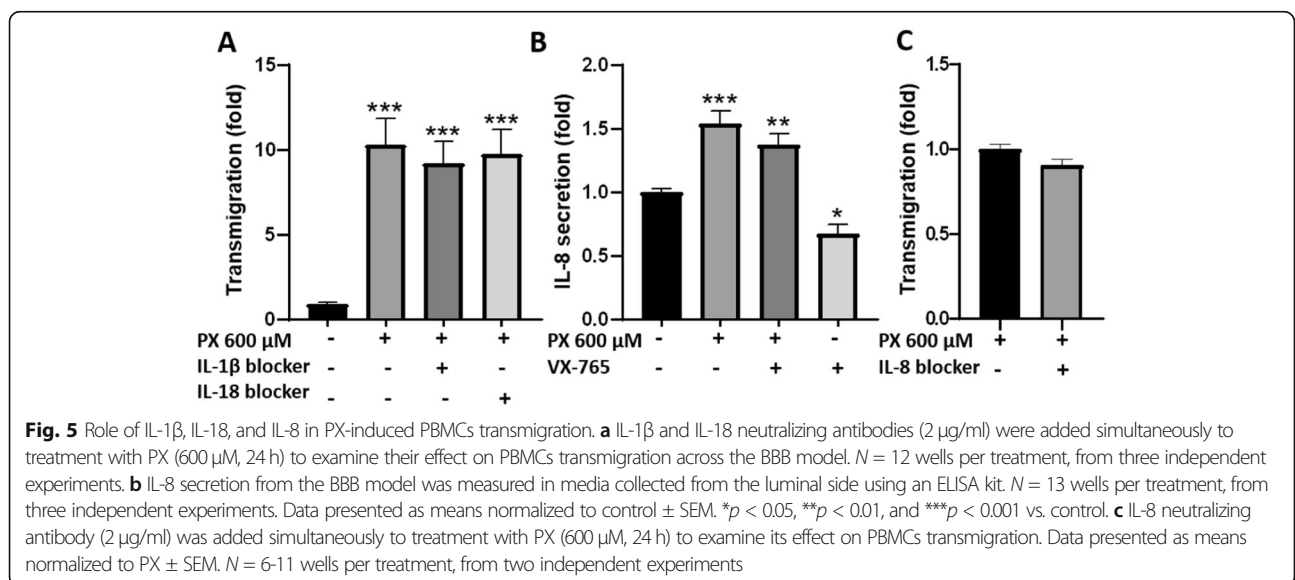 A
B
C
Transmigration (fold)
15
10
5
0
***
***
***
PX 600 µM - + + +
IL-1β blocker - - + -
IL-18 blocker - - - +
IL-8 secretion (fold)
2.0
1.5
1.0
0.5
0.0
***
**
*
PX 600 µM - + + -
VX-765 - - + +
Transmigration (fold)
1.5
1.0
0.5
0.0
PX 600 µM + +
IL-8 blocker - +
Fig. 5 Role of IL-1β, IL-18, and IL-8 in PX-induced PBMCs transmigration. a IL-1β and IL-18 neutralizing antibodies (2 µg/ml) were added simultaneously to
treatment with PX (600 µM, 24 h) to examine their effect on PBMCs transmigration across the BBB model. N = 12 wells per treatment, from three independent
experiments. b IL-8 secretion from the BBB model was measured in media collected from the luminal side using an ELISA kit. N = 13 wells per treatment, from
three independent experiments. Data presented as means normalized to control ± SEM. *p < 0.05, **p < 0.01, and ***p < 0.001 vs. control. c IL-8 neutralizing
antibody (2 µg/ml) was added simultaneously to treatment with PX (600 µM, 24 h) to examine its effect on PBMCs transmigration. Data presented as means
normalized to PX ± SEM. N = 6-11 wells per treatment, from two independent experiments